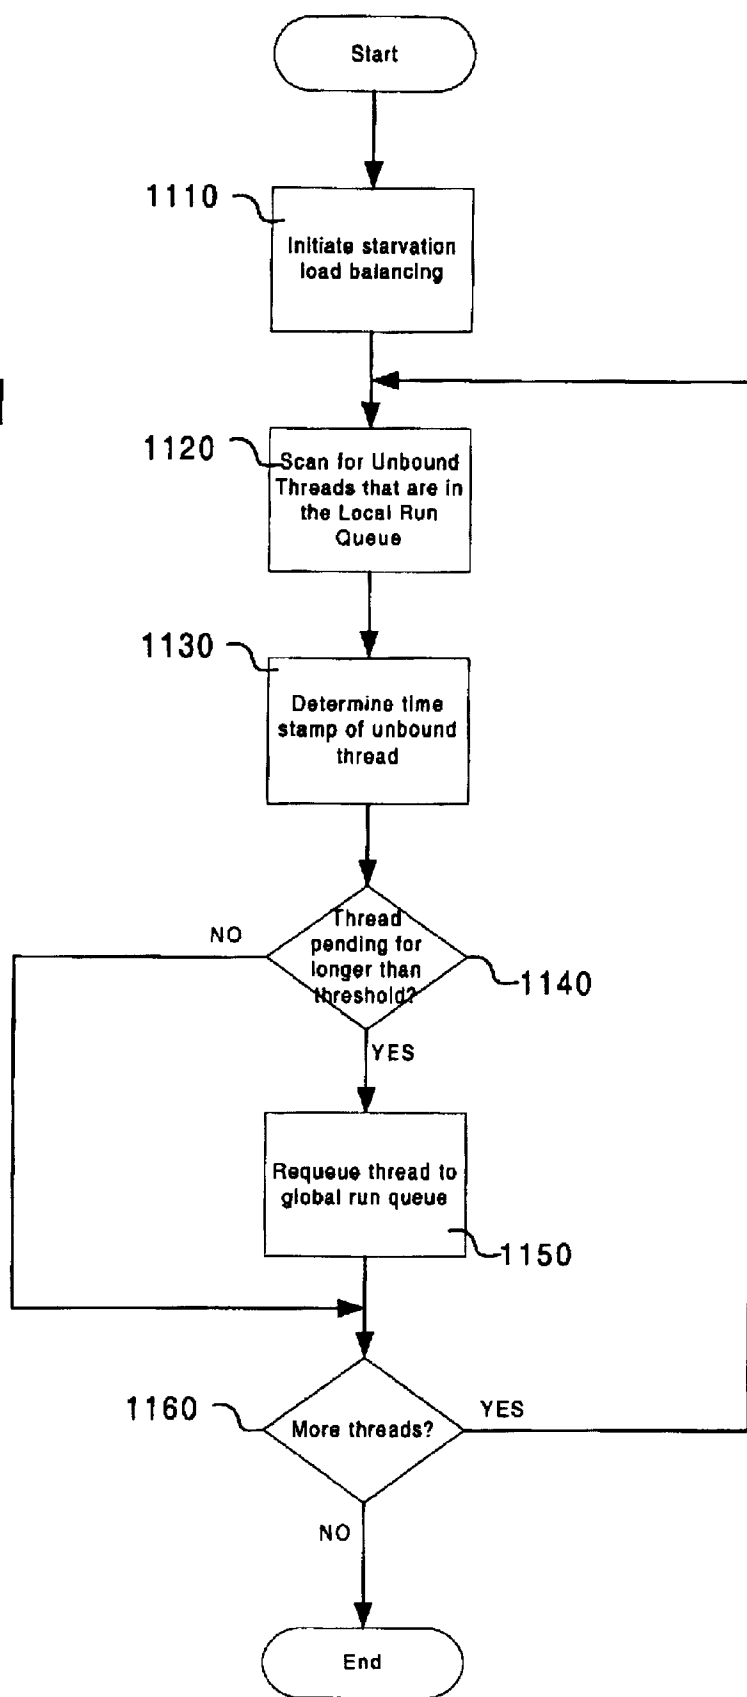 Start
1110
Initiate starvation
load balancing
1120
Scan for Unbound
Threads that are in
the Local Run
Queue
1130
Determine time
stamp of unbound
thread
NO
Thread
pending for
longer than
threshold?
1140
YES
Requeue thread to
global run queue
1150
1160
More threads?
YES
NO
End